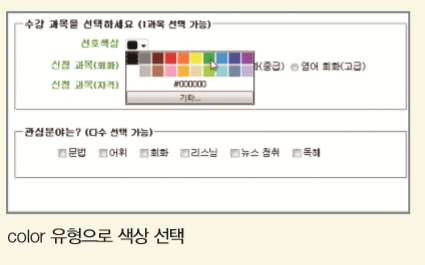 수강 과목을 선택하세요 (1과목 선택 가능)
선호색상
신청 과목(회화) 화(중급) 영어 회화(고급)
신청 과목(자격)
#000000
기타...
관심분야는? (다수 선택 가능)
문법 어휘 회화 리스닝 뉴스 청취 독해
color 유형으로 색상 선택